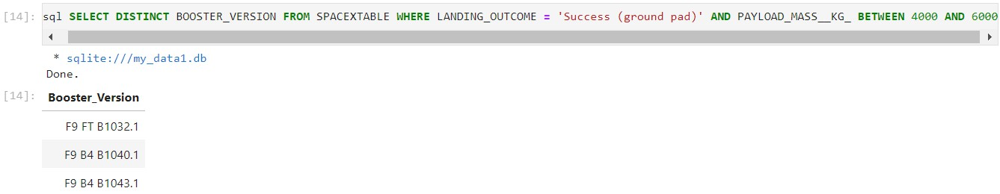 [14]: sql SELECT DISTINCT BOOSTER_VERSION FROM SPACEXTABLE WHERE LANDING_OUTCOME = 'Success (ground pad)' AND PAYLOAD_MASS__KG_ BETWEEN 4000 AND 6000
* sqlite:///my_data1.db
Done.
[14]: Booster_Version
F9 FT B1032.1
F9 B4 B1040.1
F9 B4 B1043.1